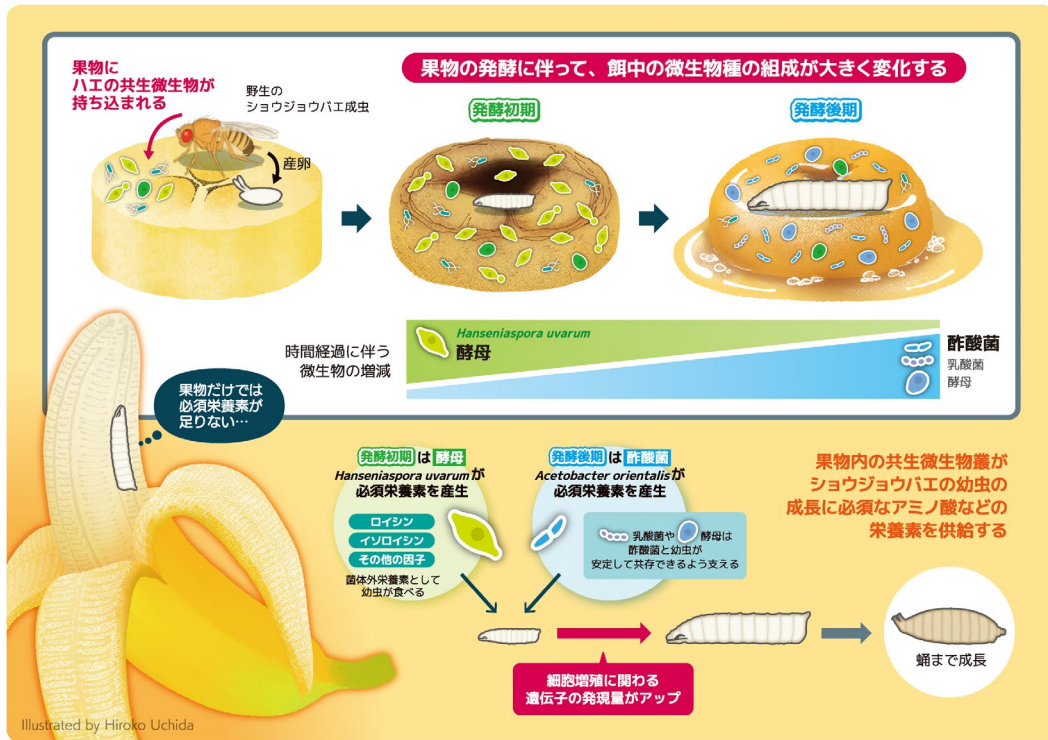 果物に
ハエの共生微生物が
持ち込まれる
野生の
ショウジョウバエ成虫
産卵
果物の発酵に伴って、餌中の微生物種の組成が大きく変化する
発酵初期
発酵後期
時間経過に伴う
微生物の増減
Hanseniaspora uvarum
酵母
酢酸菌
乳酸菌
酵母
果物だけでは
必須栄養素が
足りない…
発酵初期は酵母
Hanseniaspora uvarumが
必須栄養素を産生
ロイシン
イソロイシン
その他の因子
菌体外栄養素として
幼虫が食べる
発酵後期は酢酸菌
Acetobacter orientalisが
必須栄養素を産生
乳酸菌や 酵母は
酢酸菌と幼虫が
安定して共存できるよう支える
果物内の共生微生物叢が
ショウジョウバエの幼虫の
成長に必須なアミノ酸などの
栄養素を供給する
細胞増殖に関わる
遺伝子の発現量がアップ
蛹まで成長
Illustrated by Hiroko Uchida